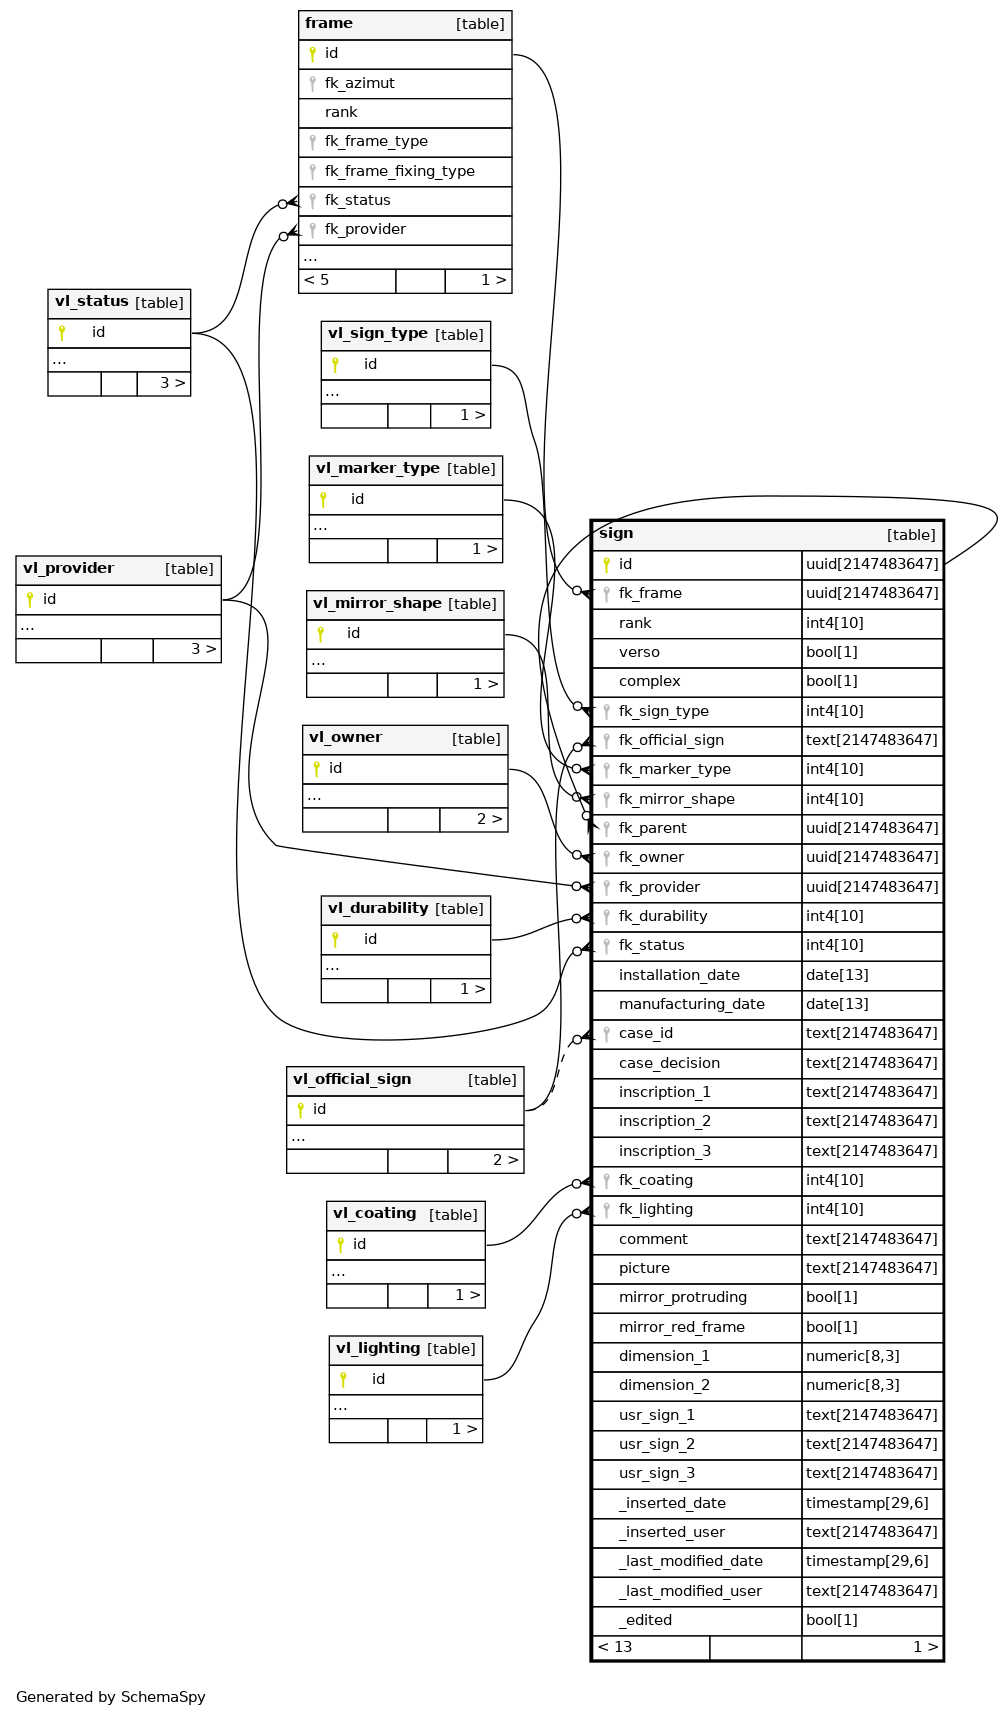 frame [table]
id
fk_azimut
rank
fk_frame_type
fk_frame_fixing_type
fk_status
fk_provider
...
< 5 1 >
vl_status [table]
id
...
3 >
vl_sign_type [table]
id
...
1 >
vl_marker_type [table]
id
...
1 >
vl_provider [table]
id
...
3 >
vl_mirror_shape [table]
id
...
1 >
vl_owner [table]
id
...
2 >
vl_durability [table]
id
...
1 >
vl_official_sign [table]
id
...
2 >
vl_coating [table]
id
...
1 >
vl_lighting [table]
id
...
1 >
sign [table]
id uuid[2147483647]
fk_frame uuid[2147483647]
rank int4[10]
verso bool[1]
complex bool[1]
fk_sign_type int4[10]
fk_official_sign text[2147483647]
fk_marker_type int4[10]
fk_mirror_shape int4[10]
fk_parent uuid[2147483647]
fk_owner uuid[2147483647]
fk_provider uuid[2147483647]
fk_durability int4[10]
fk_status int4[10]
installation_date date[13]
manufacturing_date date[13]
case_id text[2147483647]
case_decision text[2147483647]
inscription_1 text[2147483647]
inscription_2 text[2147483647]
inscription_3 text[2147483647]
fk_coating int4[10]
fk_lighting int4[10]
comment text[2147483647]
picture text[2147483647]
mirror_protruding bool[1]
mirror_red_frame bool[1]
dimension_1 numeric[8,3]
dimension_2 numeric[8,3]
usr_sign_1 text[2147483647]
usr_sign_2 text[2147483647]
usr_sign_3 text[2147483647]
_inserted_date timestamp[29,6]
_inserted_user text[2147483647]
_last_modified_date timestamp[29,6]
_last_modified_user text[2147483647]
_edited bool[1]
< 13 1 >
Generated by SchemaSpy